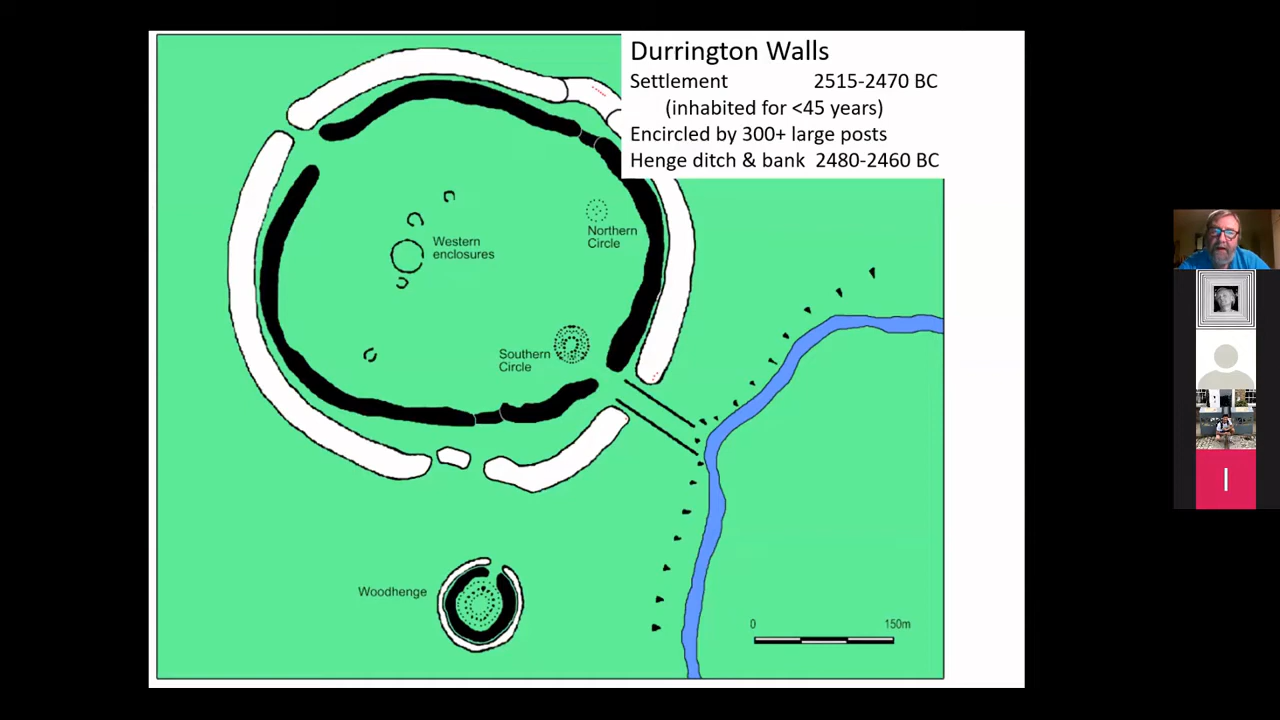 Durrington Walls
Settlement 2515-2470 BC
(inhabited for <45 years)
Encircled by 300+ large posts
Henge ditch & bank 2480-2460 BC
Northern
Circle
Western
enclosures
Southern
Circle
Woodhenge
0 150m
I